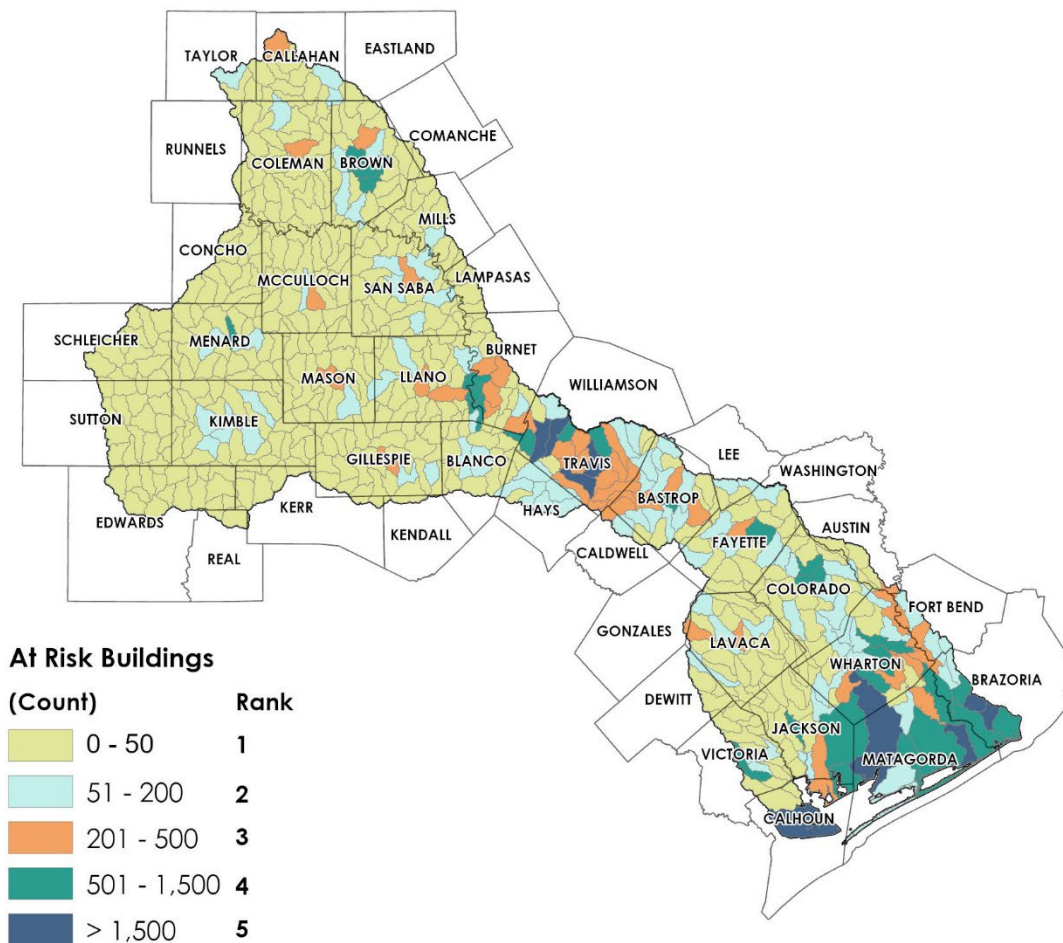 TAYLOR
CALLAHAN
EASTLAND
RUNNELS
COLEMAN
BROWN
COMANCHE
CONCHO
MILLS
MCCULLOCH
SAN SABA
LAMPASAS
SCHLEICHER
MENARD
BURNET
MASON
LLANO
WILLIAMSON
SUTTON
KIMBLE
GILLESPIE
BLANCO
TRAVIS
LEE
WASHINGTON
EDWARDS
KERR
HAYS
BASTROP
REAL
KENDALL
CALDWELL
FAYETTE
AUSTIN
COLORADO
FORT BEND
GONZALES
LAVACA
WHARTON
BRAZORIA
DEWITT
JACKSON
VICTORIA
MATAGORDA
CALHOUN
At Risk Buildings
(Count) Rank
0 - 50 1
51 - 200 2
201 - 500 3
501 - 1,500 4
> 1,500 5